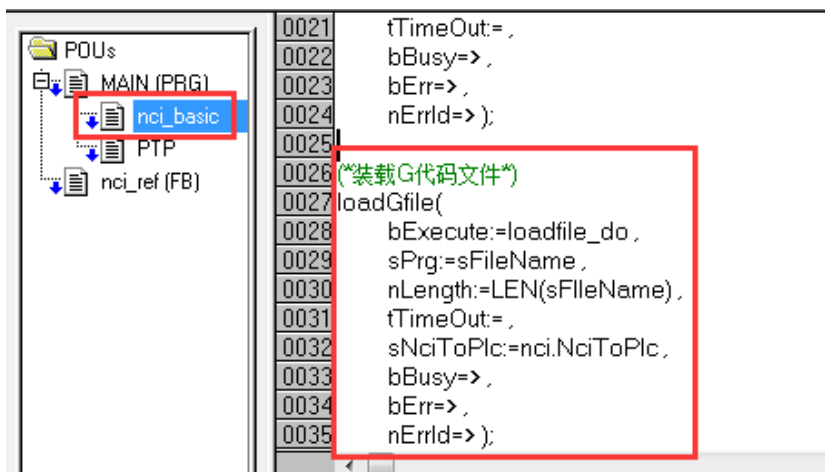 POUs
MAIN (PRG)
nci_basic
PTP
nci_ref (FB)
0021 tTimeOut:= ,
0022 bBusy=> ,
0023 bErr=> ,
0024 nErrId=> );
0025
0026 (*装载G代码文件*)
0027 loadGfile(
0028 bExecute:=loadfile_do ,
0029 sPrg:=sFileName ,
0030 nLength:=LEN(sFIleName) ,
0031 tTimeOut:= ,
0032 sNciToPlc:=nci.NciToPlc ,
0033 bBusy=> ,
0034 bErr=> ,
0035 nErrId=> );